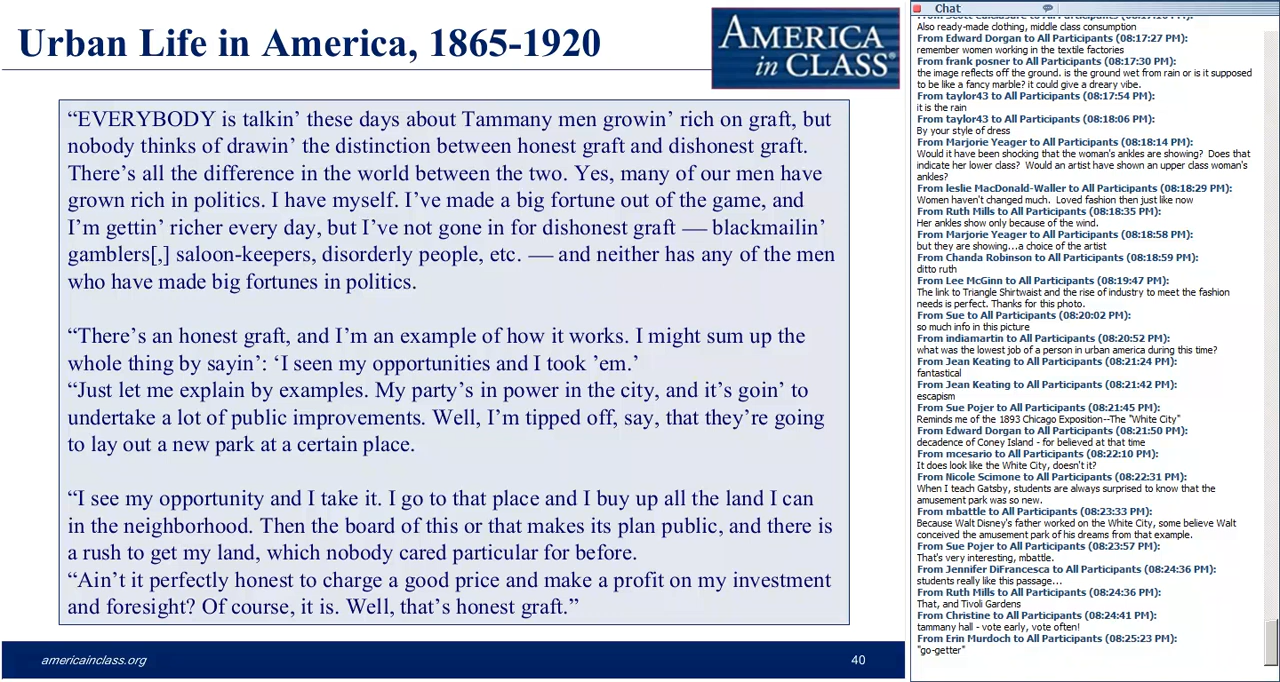 Urban Life in America, 1865-1920
AMERICA
in CLASS®
“EVERYBODY is talkin’ these days about Tammany men growin’ rich on graft, but
nobody thinks of drawin’ the distinction between honest graft and dishonest graft.
There’s all the difference in the world between the two. Yes, many of our men have
grown rich in politics. I have myself. I’ve made a big fortune out of the game, and
I’m gettin’ richer every day, but I’ve not gone in for dishonest graft — blackmailin’
gamblers[,] saloon-keepers, disorderly people, etc. — and neither has any of the men
who have made big fortunes in politics.
“There’s an honest graft, and I’m an example of how it works. I might sum up the
whole thing by sayin’: ‘I seen my opportunities and I took ’em.’
“Just let me explain by examples. My party’s in power in the city, and it’s goin’ to
undertake a lot of public improvements. Well, I’m tipped off, say, that they’re going
to lay out a new park at a certain place.
“I see my opportunity and I take it. I go to that place and I buy up all the land I can
in the neighborhood. Then the board of this or that makes its plan public, and there is
a rush to get my land, which nobody cared particular for before.
“Ain’t it perfectly honest to charge a good price and make a profit on my investment
and foresight? Of course, it is. Well, that’s honest graft.”
americainclass.org
40
Chat
From Scott Calclasure to All Participants (08:17:16 PM):
Also ready-made clothing, middle class consumption
From Edward Dorgan to All Participants (08:17:27 PM):
remember women working in the textile factories
From frank posner to All Participants (08:17:30 PM):
the image reflects off the ground. is the ground wet from rain or is it supposed
to be like a fancy marble? it could give a dreary vibe.
From taylor43 to All Participants (08:17:54 PM):
it is the rain
From taylor43 to All Participants (08:18:06 PM):
By your style of dress
From Marjorie Yeager to All Participants (08:18:14 PM):
Would it have been shocking that the woman's ankles are showing?  Does that
indicate her lower class?  Would an artist have shown an upper class woman's
ankles?
From leslie MacDonald-Waller to All Participants (08:18:29 PM):
Women haven't changed much.  Loved fashion then just like now
From Ruth Mills to All Participants (08:18:35 PM):
Her ankles show only because of the wind.
From Marjorie Yeager to All Participants (08:18:58 PM):
but they are showing...a choice of the artist
From Chanda Robinson to All Participants (08:18:59 PM):
ditto ruth
From Lee McGinn to All Participants (08:19:47 PM):
The link to Triangle Shirtwaist and the rise of industry to meet the fashion
needs is perfect. Thanks for this photo.
From Sue to All Participants (08:20:02 PM):
so much info in this picture
From indiamartin to All Participants (08:20:52 PM):
what was the lowest job of a person in urban america during this time?
From Jean Keating to All Participants (08:21:24 PM):
fantastical
From Jean Keating to All Participants (08:21:42 PM):
escapism
From Sue Pojer to All Participants (08:21:45 PM):
Reminds me of the 1893 Chicago Exposition--The "White City"
From Edward Dorgan to All Participants (08:21:50 PM):
decadence of Coney Island - for believed at that time
From mcesario to All Participants (08:22:10 PM):
It does look like the White City, doesn't it?
From Nicole Scimone to All Participants (08:22:31 PM):
When I teach Gatsby, students are always surprised to know that the
amusement park was so new.
From mbattle to All Participants (08:23:33 PM):
Because Walt Disney's father worked on the White City, some believe Walt
conceived the amusement park of his dreams from that example.
From Sue Pojer to All Participants (08:23:57 PM):
That's very interesting, mbattle.
From Jennifer DiFrancesca to All Participants (08:24:36 PM):
students really like this passage...
From Ruth Mills to All Participants (08:24:36 PM):
That, and Tivoli Gardens
From Christine to All Participants (08:24:41 PM):
tammany hall - vote early, vote often!
From Erin Murdoch to All Participants (08:25:23 PM):
"go-getter"